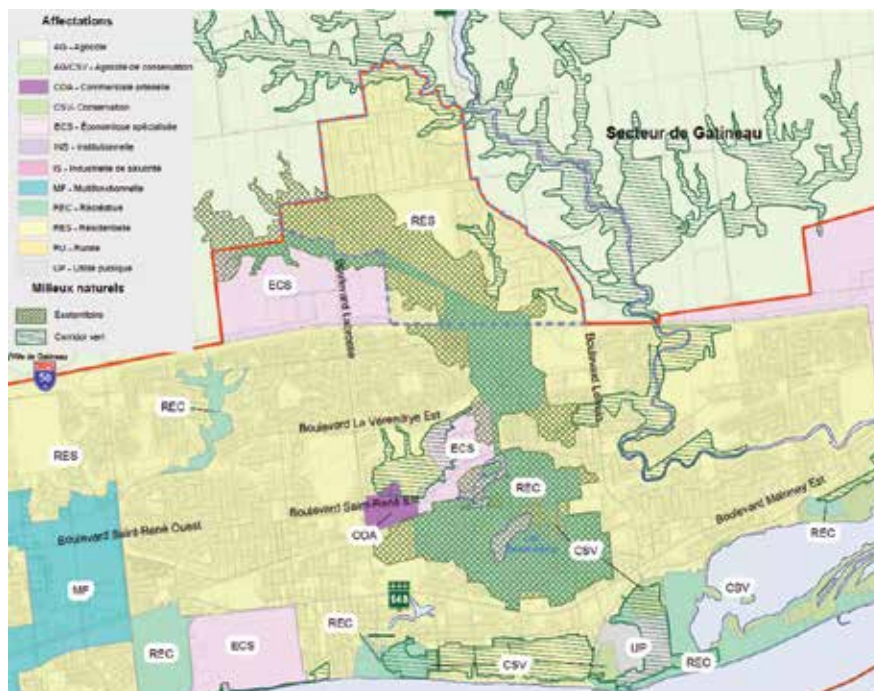 Affectations
AG - Agricole
AG/CSV - Agricole de conservation
COA - Commerciale artérielle
CSV- Conservation
ECS - Économique spécialisée
INS - Institutionnelle
IS - Industrielle de salubrité
MF - Multifonctionnelle
REC - Récréative
RES - Résidentielle
RU - Rurale
UP - Utilité publique
Milieux naturels
Écoterritoire
Corridor vert
Ville de Gatineau
50
Secteur de Gatineau
RES
ECS
Boulevard Labrosse
Boulevard Lorrain
REC
Boulevard La Vérendrye Est
ECS
RES
REC
Boulevard Saint-René Est
Boulevard Maloney Est
Boulevard Saint-René Ouest
COA
CSV
REC
MF
148
CSV
REC
UP
REC
ECS
CSV
REC